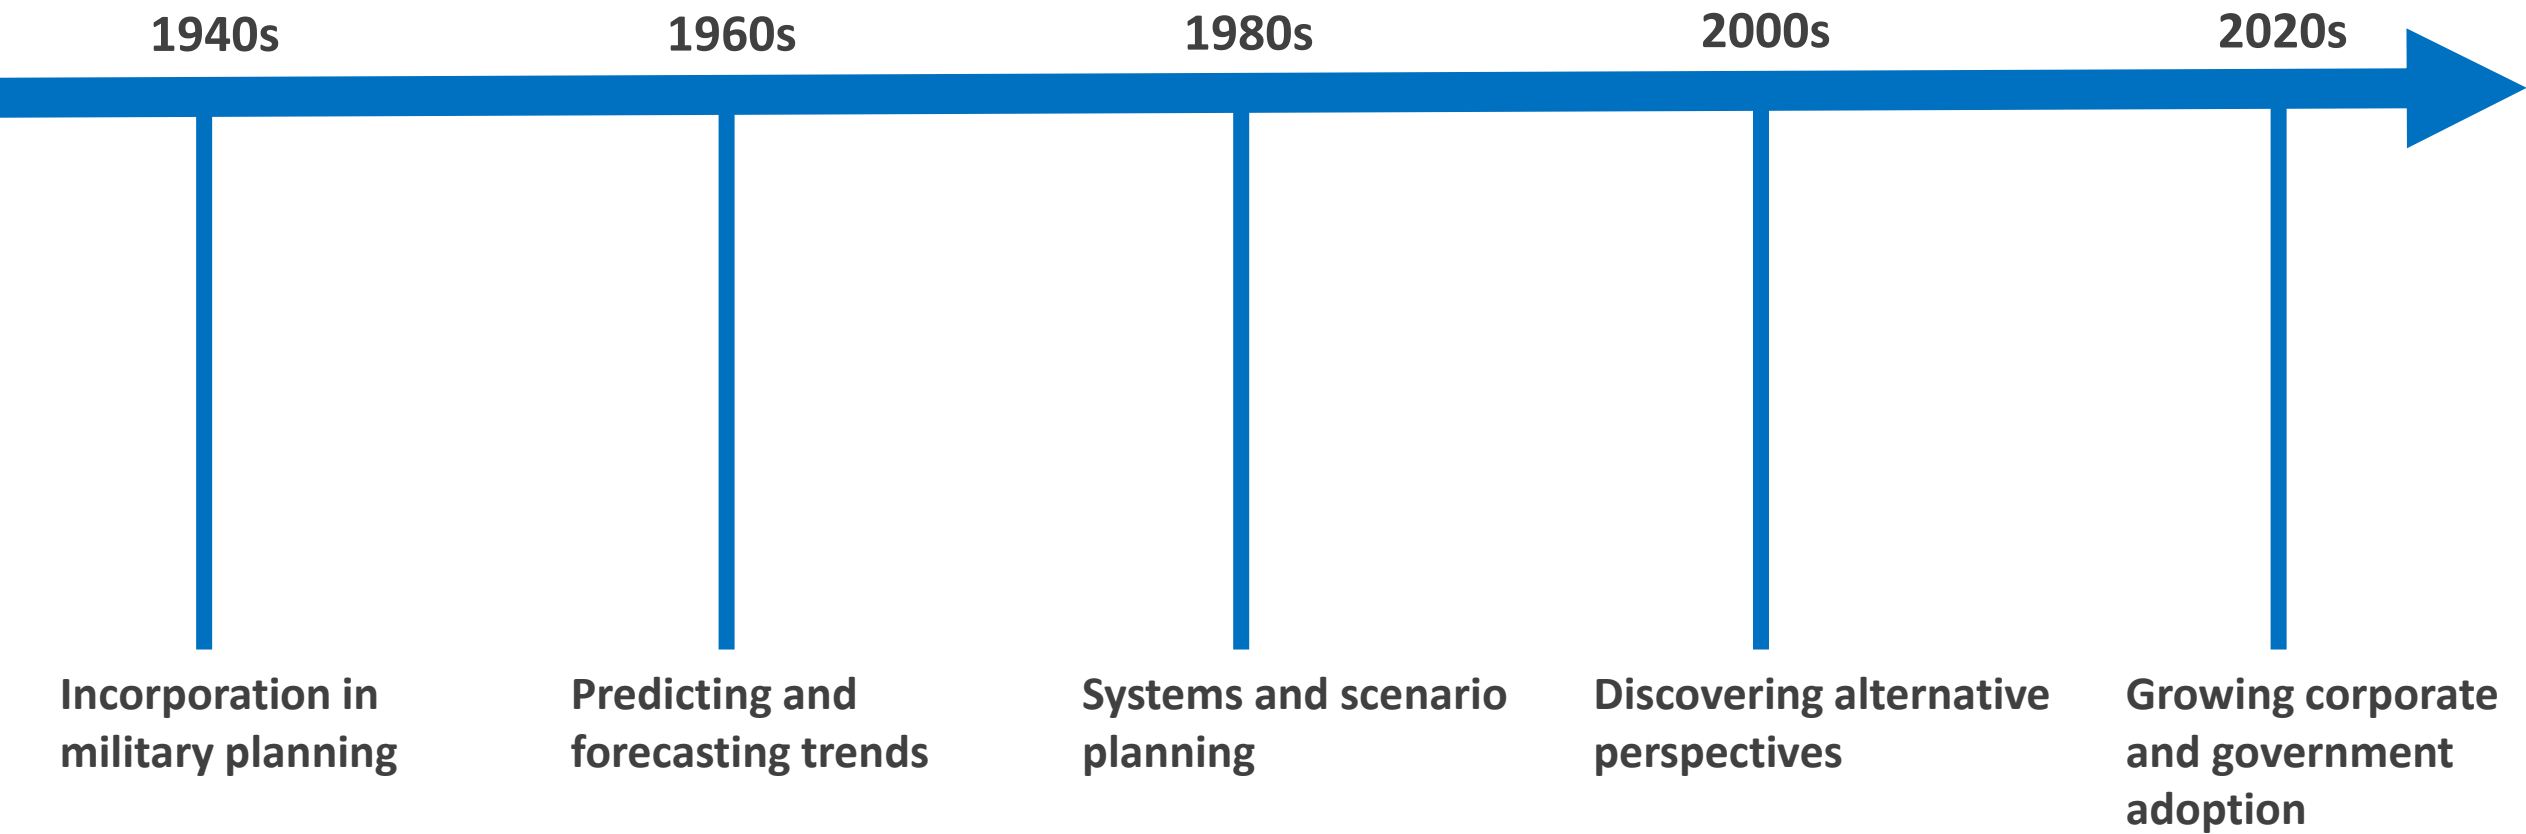 1940s
1960s
1980s
2000s
2020s
Incorporation in
military planning
Predicting and
forecasting trends
Systems and scenario
planning
Discovering alternative
perspectives
Growing corporate
and government
adoption